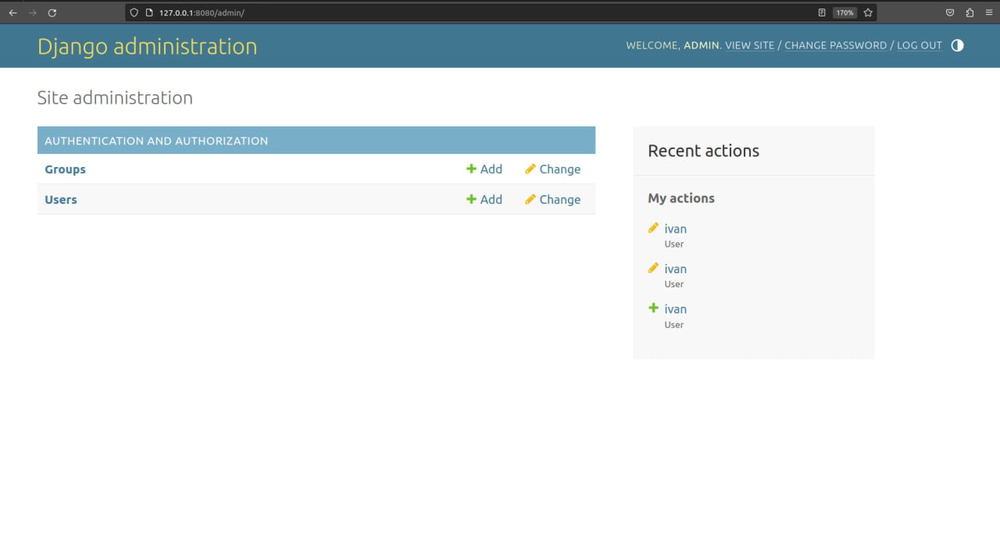 127.0.0.1:8080/admin/
170%
Django administration
WELCOME, ADMIN. VIEW SITE / CHANGE PASSWORD / LOG OUT
Site administration
AUTHENTICATION AND AUTHORIZATION
Groups Add Change
Users Add Change
Recent actions
My actions
ivan
User
ivan
User
ivan
User